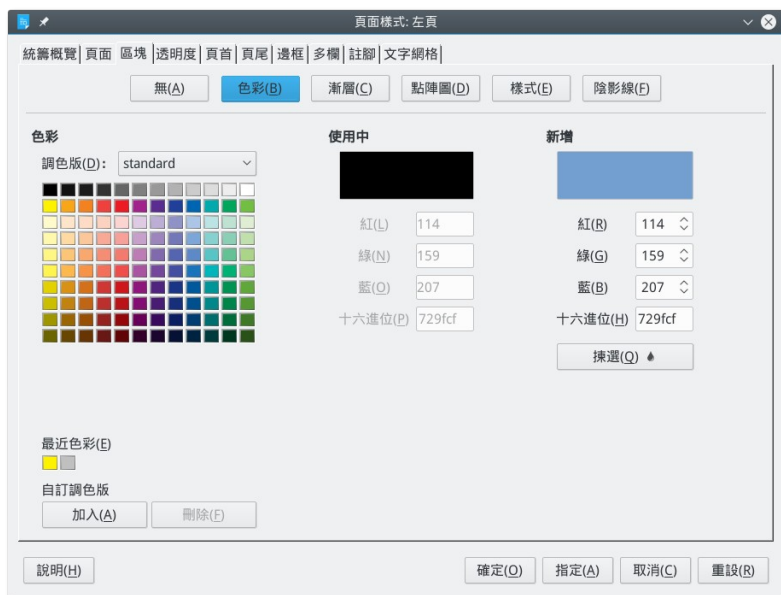 頁面樣式: 左頁
統籌概覽 頁面 區塊 透明度 頁首 頁尾 邊框 多欄 註腳 文字網格
無(A) 色彩(B) 漸層(C) 點陣圖(D) 樣式(E) 陰影線(F)
色彩 使用中 新增
調色版(D): standard
紅(L) 114 紅(R) 114
綠(N) 159 綠(G) 159
藍(O) 207 藍(B) 207
十六進位(P) 729fcf 十六進位(H) 729fcf
揀選(Q)
最近色彩(E)
自訂調色版
加入(A) 刪除(F)
說明(H) 確定(O) 指定(A) 取消(C) 重設(R)